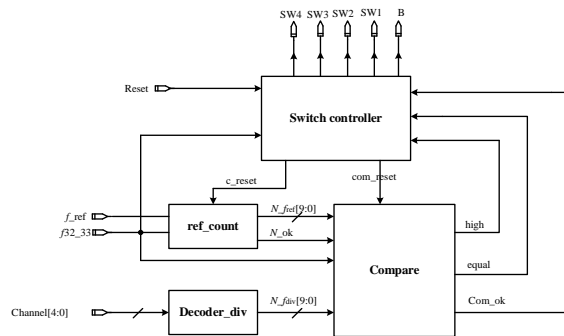 SW4 SW3 SW2 SW1 B
Reset
Switch controller
c_reset
com_reset
f_ref
ref_count
N_fref[9:0]
high
f32_33
N_ok
Compare
equal
Channel[4:0]
Decoder_div
N_fdiv[9:0]
Com_ok